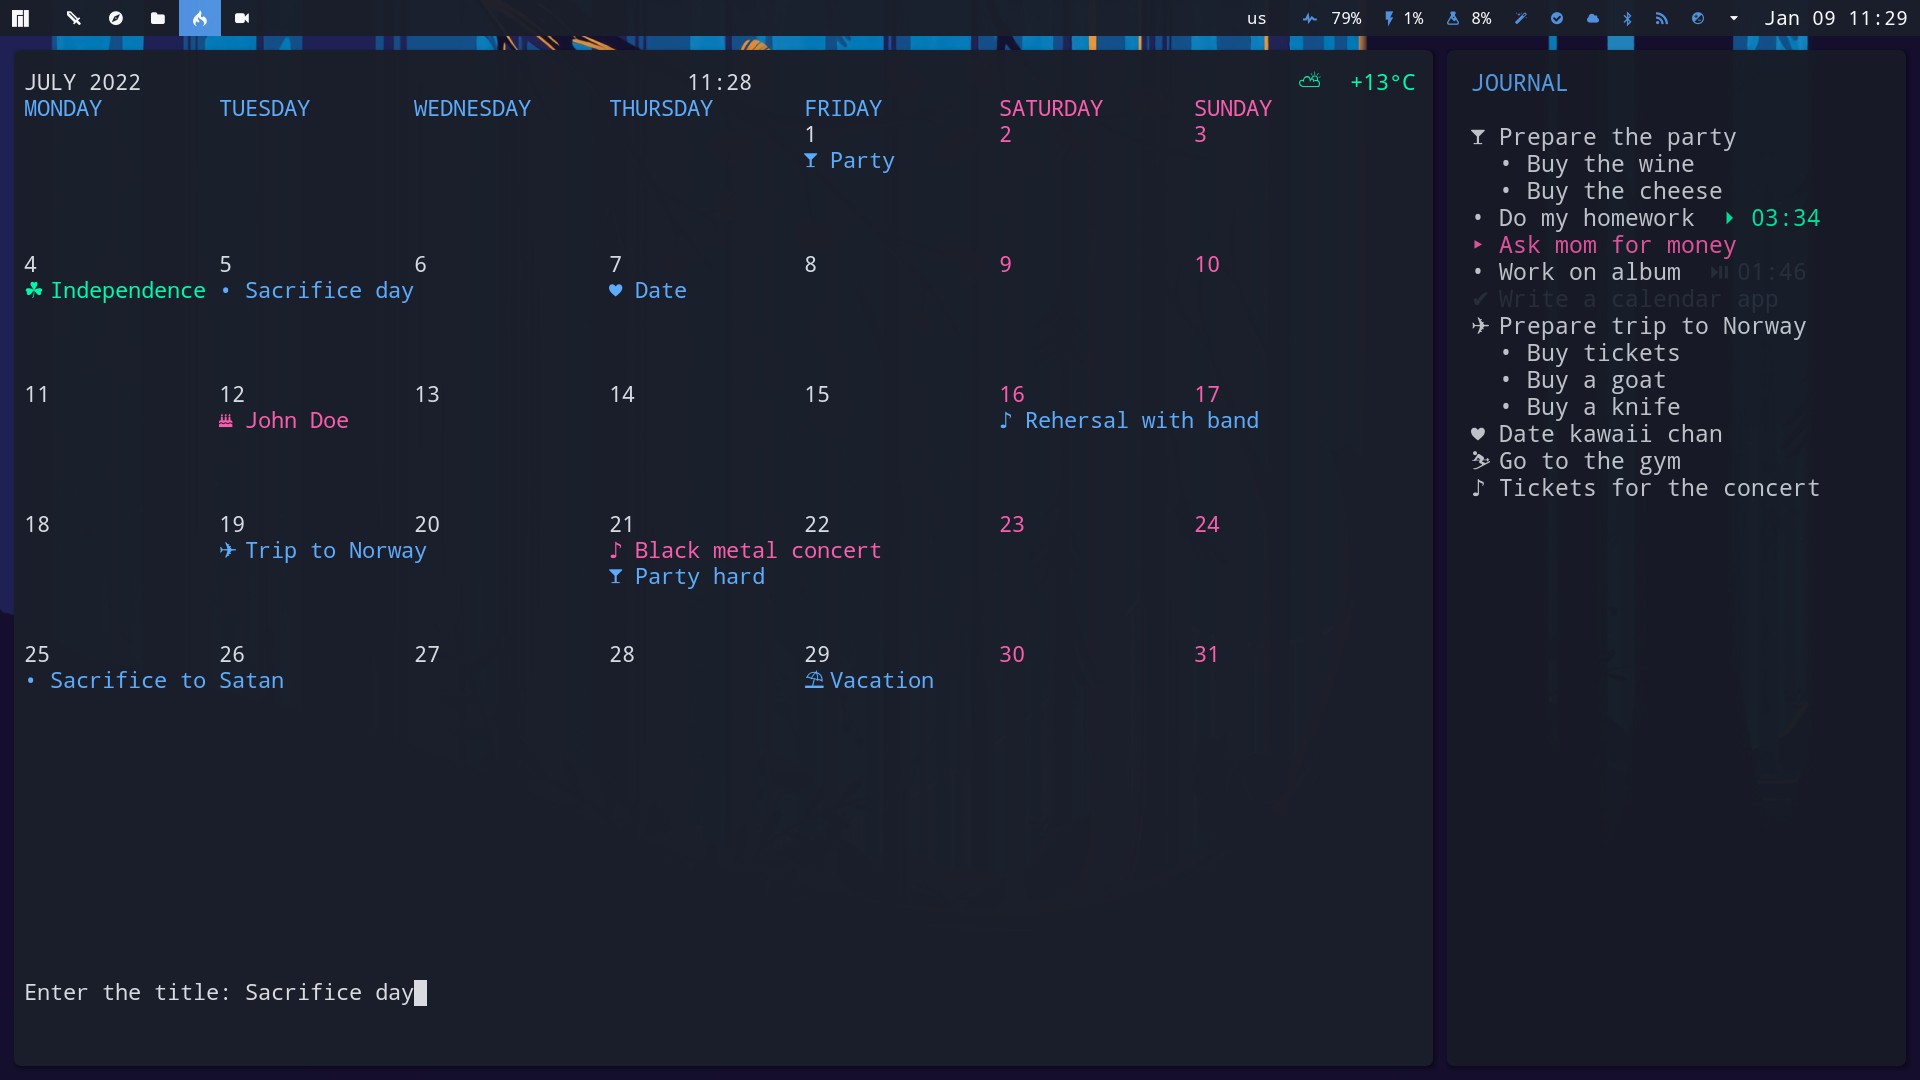 us 79% 1% 8% Jan 09 11:29
JULY 2022 11:28 +13°C
MONDAY TUESDAY WEDNESDAY THURSDAY FRIDAY SATURDAY SUNDAY
1 2 3
Party
4 5 6 7 8 9 10
Independence • Sacrifice day Date
11 12 13 14 15 16 17
John Doe Rehersal with band
18 19 20 21 22 23 24
Trip to Norway Black metal concert
Party hard
25 26 27 28 29 30 31
• Sacrifice to Satan Vacation
Enter the title: Sacrifice day
JOURNAL
Prepare the party
• Buy the wine
• Buy the cheese
• Do my homework 03:34
Ask mom for money
• Work on album 01:46
✔ Write a calendar app
Prepare trip to Norway
• Buy tickets
• Buy a goat
• Buy a knife
Date kawaii chan
Go to the gym
Tickets for the concert